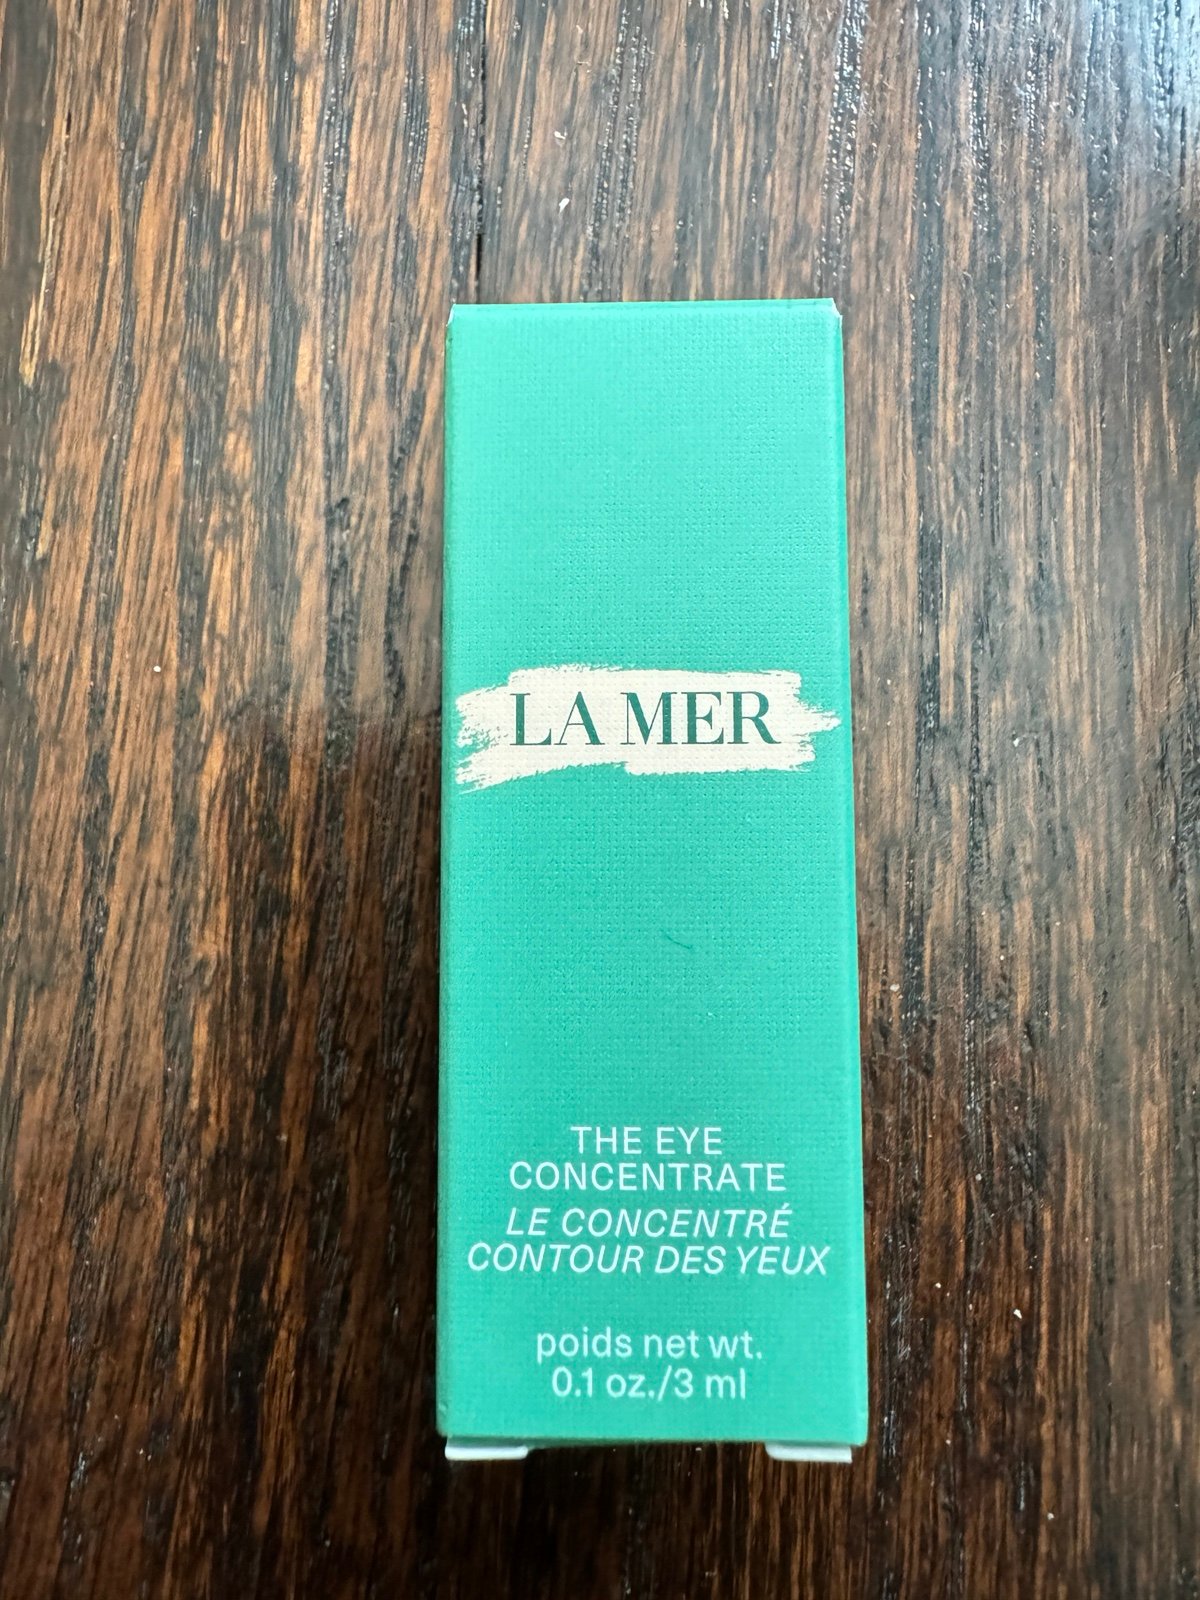 LA MER
THE EYE
CONCENTRATE
LE CONCENTRÉ
CONTOUR DES YEUX
poids net wt.
0.1 oz./3 ml